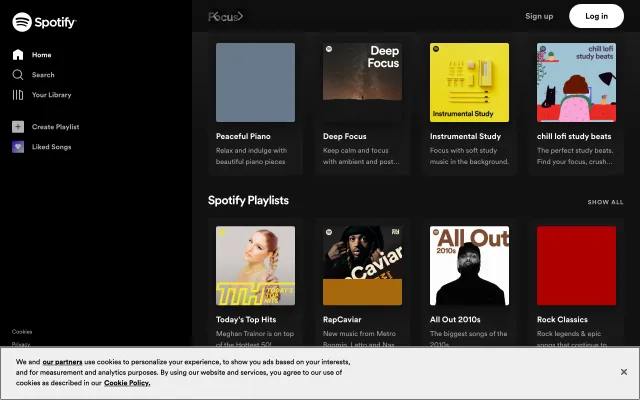 Spotify
Home
Search
Your Library
Create Playlist
Liked Songs
Cookies
Privacy
Focus
Sign up
Log in
Deep
Focus
Instrumental Study
chill lofi
study beats
Peaceful Piano
Relax and indulge with
beautiful piano pieces
Deep Focus
Keep calm and focus
with ambient and post...
Instrumental Study
Focus with soft study
music in the background.
chill lofi study beats
The perfect study beats.
Find your focus, crush...
Spotify Playlists
SHOW ALL
TODAY'S
TOP
HITS
RapCaviar
All Out
2010s
Today's Top Hits
Meghan Trainor is on top
of the Hottest 50!
RapCaviar
New music from Metro
Boomin, Latto and Nas
All Out 2010s
The biggest songs of the
2010s.
Rock Classics
Rock legends & epic
songs that continue to
We and our partners use cookies to personalize your experience, to show you ads based on your interests,
and for measurement and analytics purposes. By using our website and services, you agree to our use of
cookies as described in our Cookie Policy.